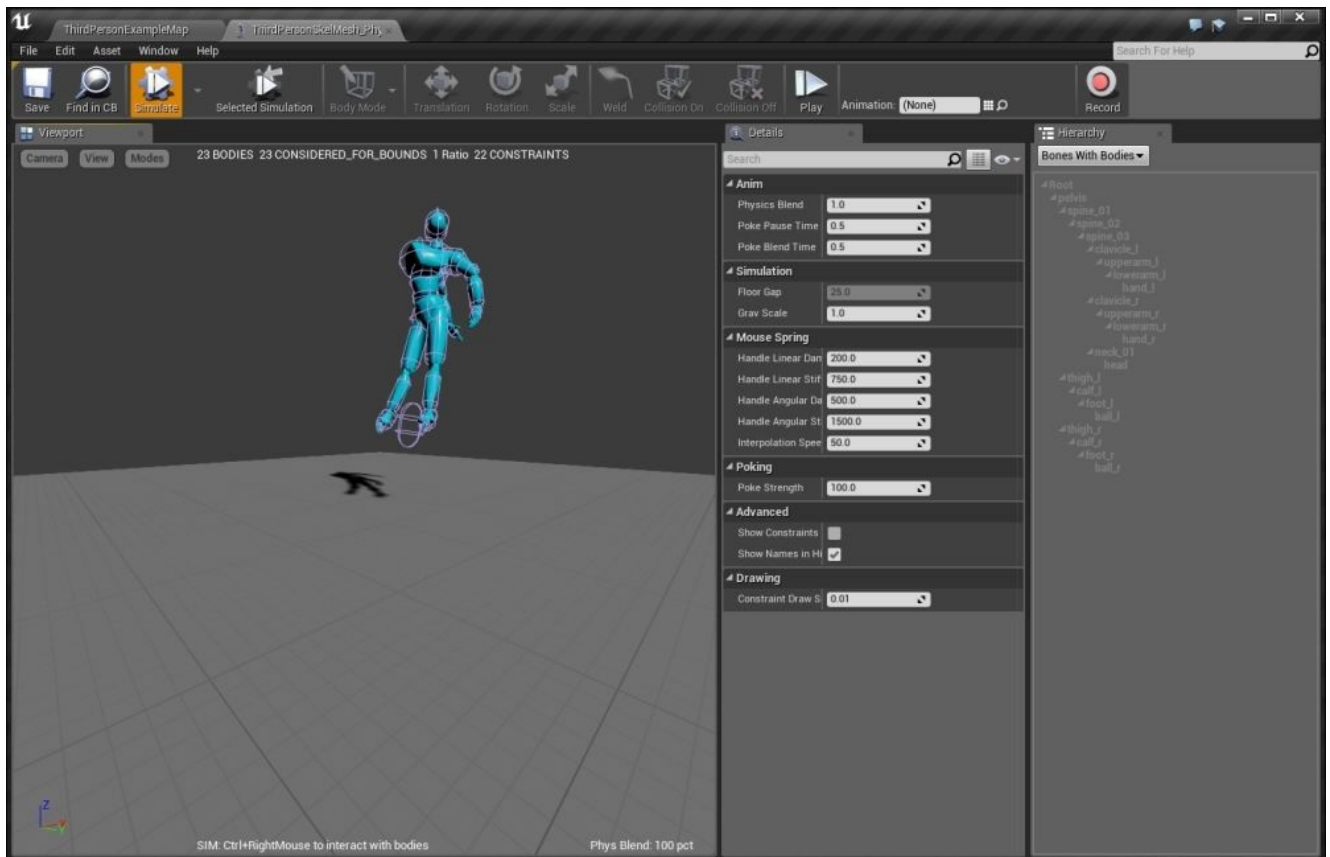 ThirdPersonExampleMap
ThirdPersonSkelMesh_Phy
File Edit Asset Window Help
Search For Help
Save Find in CB Simulate Selected Simulation Body Mode Translation Rotation Scale Weld Collision On Collision Off Play Animation: (None) Record
Viewport
Camera View Modes
23 BODIES 23 CONSIDERED_FOR_BOUNDS 1 Ratio 22 CONSTRAINTS
SIM: Ctrl+RightMouse to interact with bodies
Phys Blend: 100 pct
Z
Y
Details
Search
Anim
Physics Blend 1.0
Poke Pause Time 0.5
Poke Blend Time 0.5
Simulation
Floor Gap 25.0
Grav Scale 1.0
Mouse Spring
Handle Linear Dam 200.0
Handle Linear Stif 750.0
Handle Angular Da 500.0
Handle Angular St 1500.0
Interpolation Spee 50.0
Poking
Poke Strength 100.0
Advanced
Show Constraints
Show Names in Hi
Drawing
Constraint Draw S 0.01
Hierarchy
Bones With Bodies
Root
pelvis
spine_01
spine_02
spine_03
clavicle_l
upperarm_l
lowerarm_l
hand_l
clavicle_r
upperarm_r
lowerarm_r
hand_r
neck_01
head
thigh_l
calf_l
foot_l
ball_l
thigh_r
calf_r
foot_r
ball_r